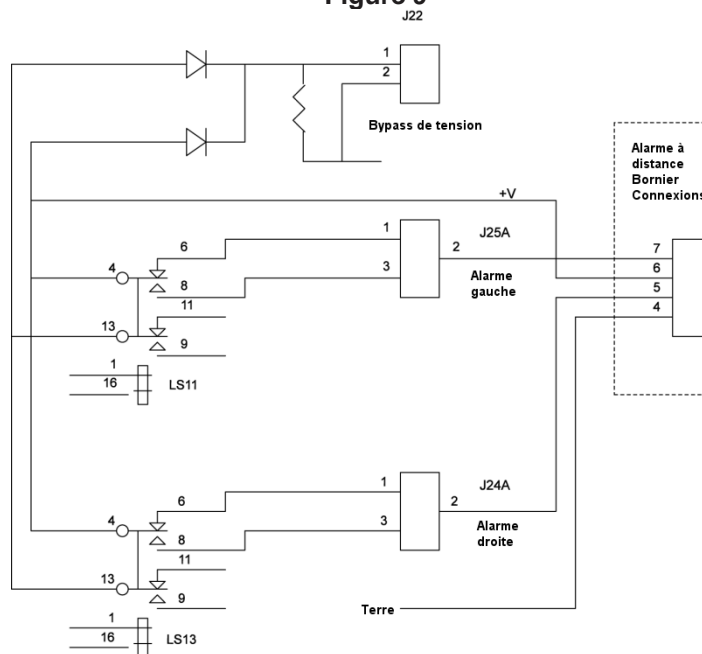 J22
1
2
Bypass de tension
Alarme à
distance
Bornier
Connexions
+V
6
1
J25A
2
7
4
3
Alarme
gauche
6
8
5
11
4
13
9
1
16
LS11
6
1
J24A
2
4
3
Alarme
droite
8
11
13
9
Terre
1
16
LS13